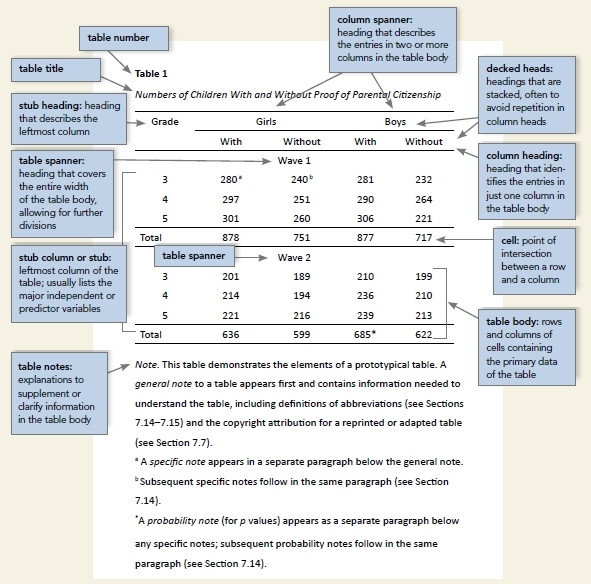 table number
table title
stub heading: heading
that describes the
leftmost column
table spanner:
heading that covers
the entire width
of the table body,
allowing for further
divisions
stub column or stub:
leftmost column of the
table; usually lists the
major independent or
predictor variables
table notes:
explanations to
supplement or
clarify information
in the table body
column spanner:
heading that describes
the entries in two or more
columns in the table body
decked heads:
headings that are
stacked, often to
avoid repetition in
column heads
column heading:
heading that iden-
tifies the entries in
just one column in
the table body
cell: point of
intersection
between a row
and a column
table body: rows
and columns of
cells containing
the primary data
of the table
Table 1
Numbers of Children With and Without Proof of Parental Citizenship
Grade Girls Boys
With Without With Without
Wave 1
3 280ᵃ 240ᵇ 281 232
4 297 251 290 264
5 301 260 306 221
Total 878 751 877 717
table spanner Wave 2
3 201 189 210 199
4 214 194 236 210
5 221 216 239 213
Total 636 599 685* 622
Note. This table demonstrates the elements of a prototypical table. A
general note to a table appears first and contains information needed to
understand the table, including definitions of abbreviations (see Sections
7.14–7.15) and the copyright attribution for a reprinted or adapted table
(see Section 7.7).
ᵃ A specific note appears in a separate paragraph below the general note.
ᵇ Subsequent specific notes follow in the same paragraph (see Section
7.14).
*A probability note (for p values) appears as a separate paragraph below
any specific notes; subsequent probability notes follow in the same
paragraph (see Section 7.14).